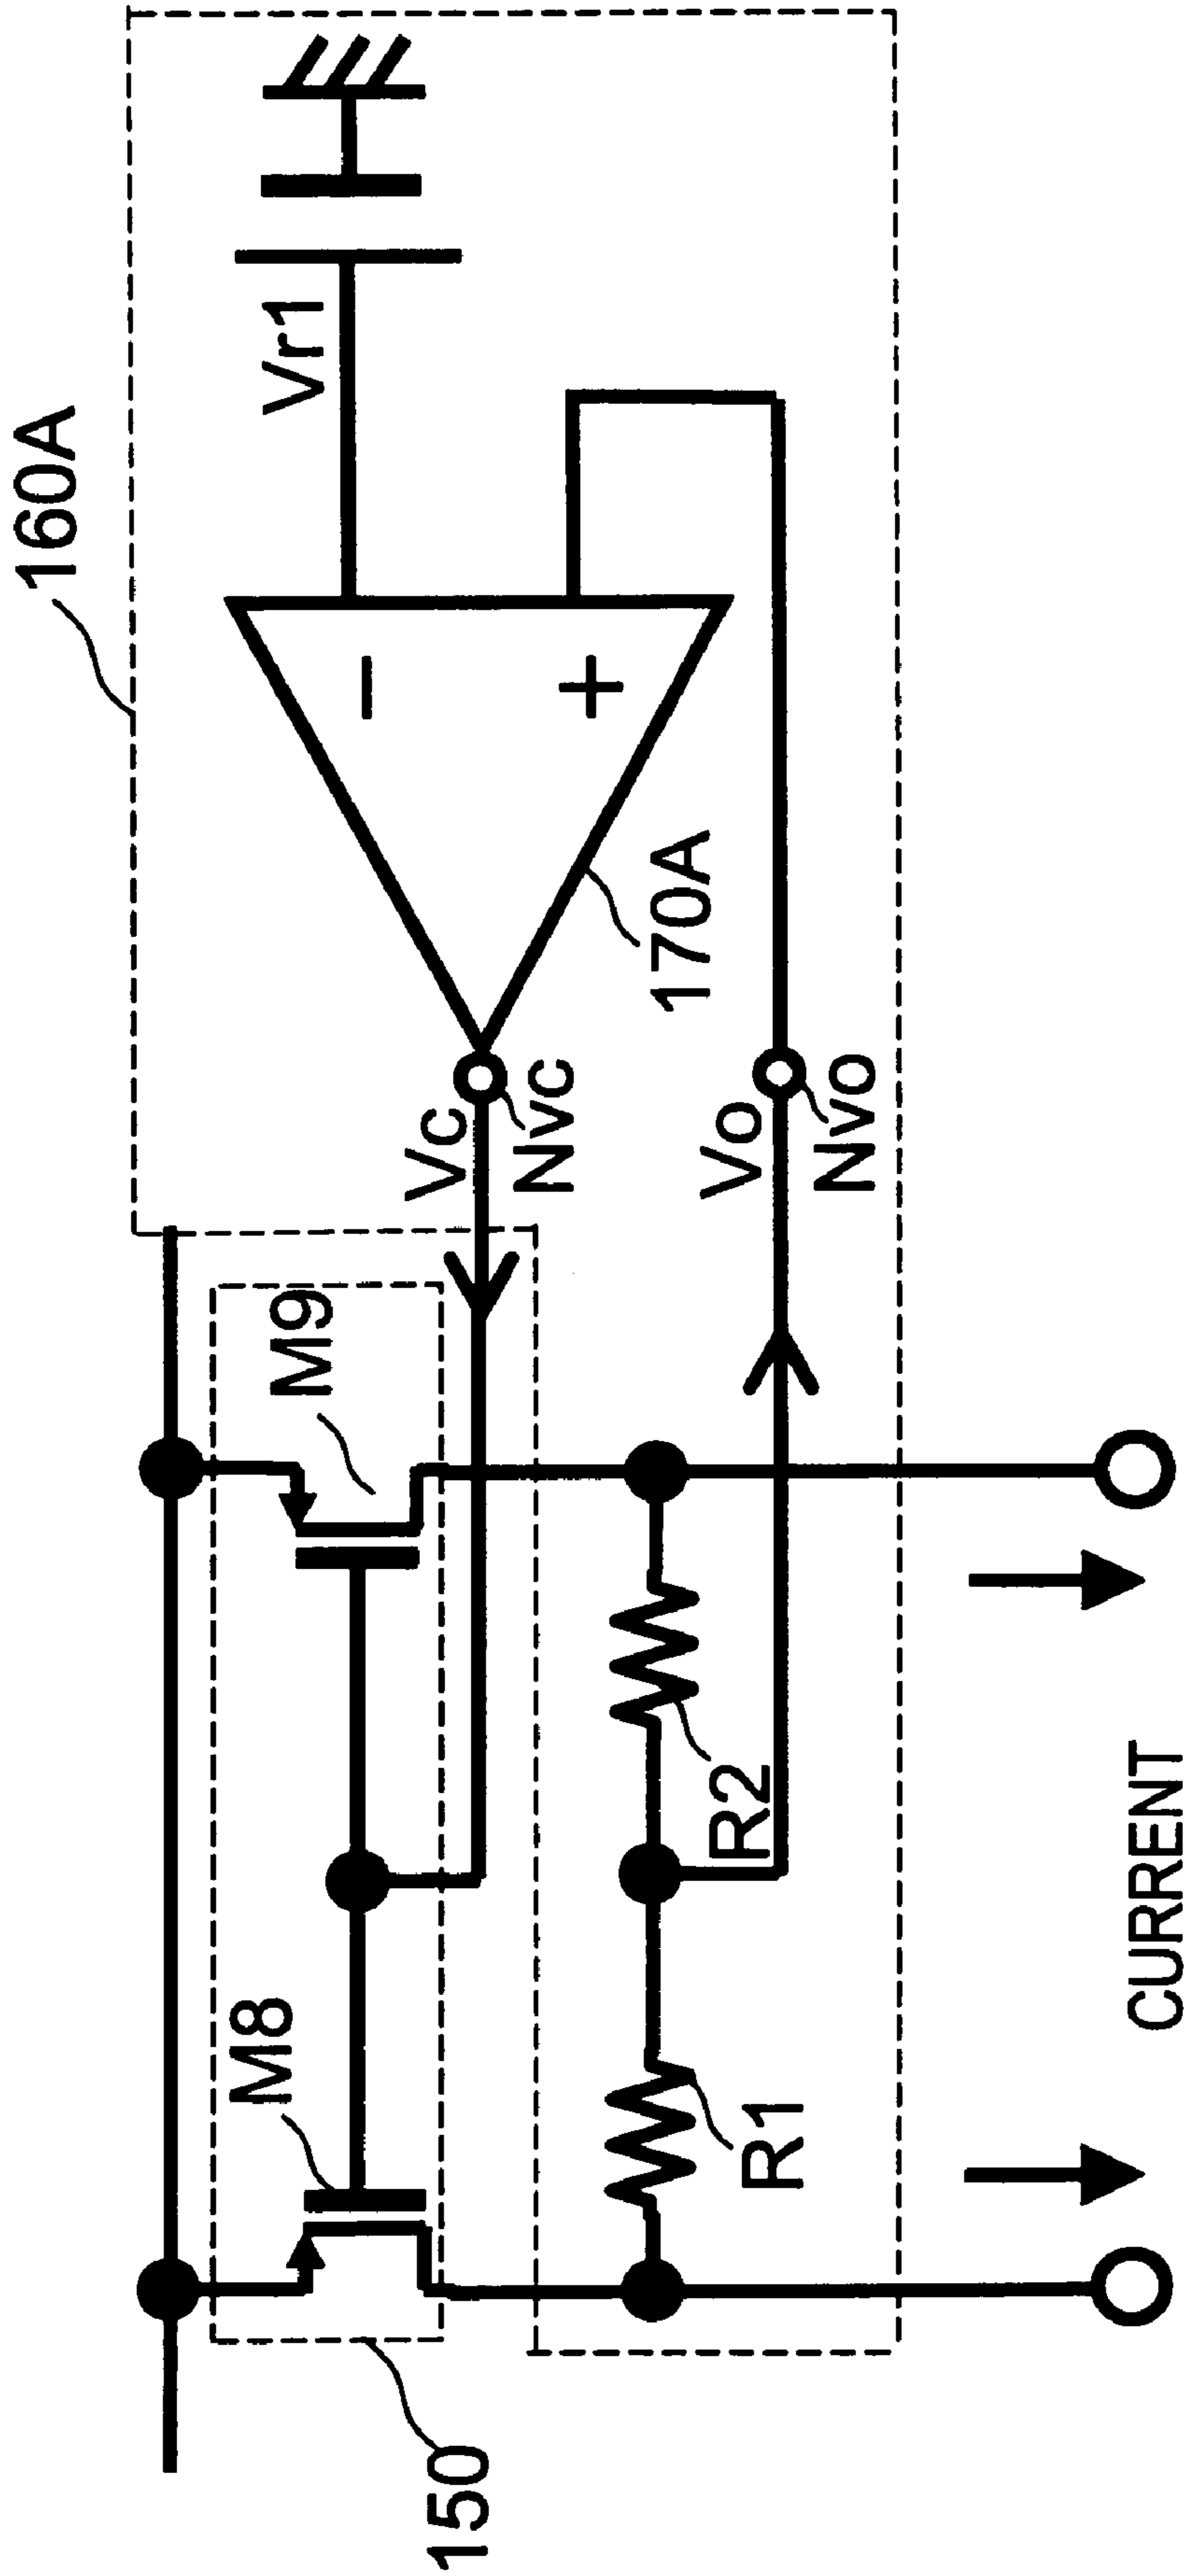 160A
Vr1
−
+
170A
Vc
Nvc
Vo
Nvo
M9
M8
R2
R1
150
CURRENT